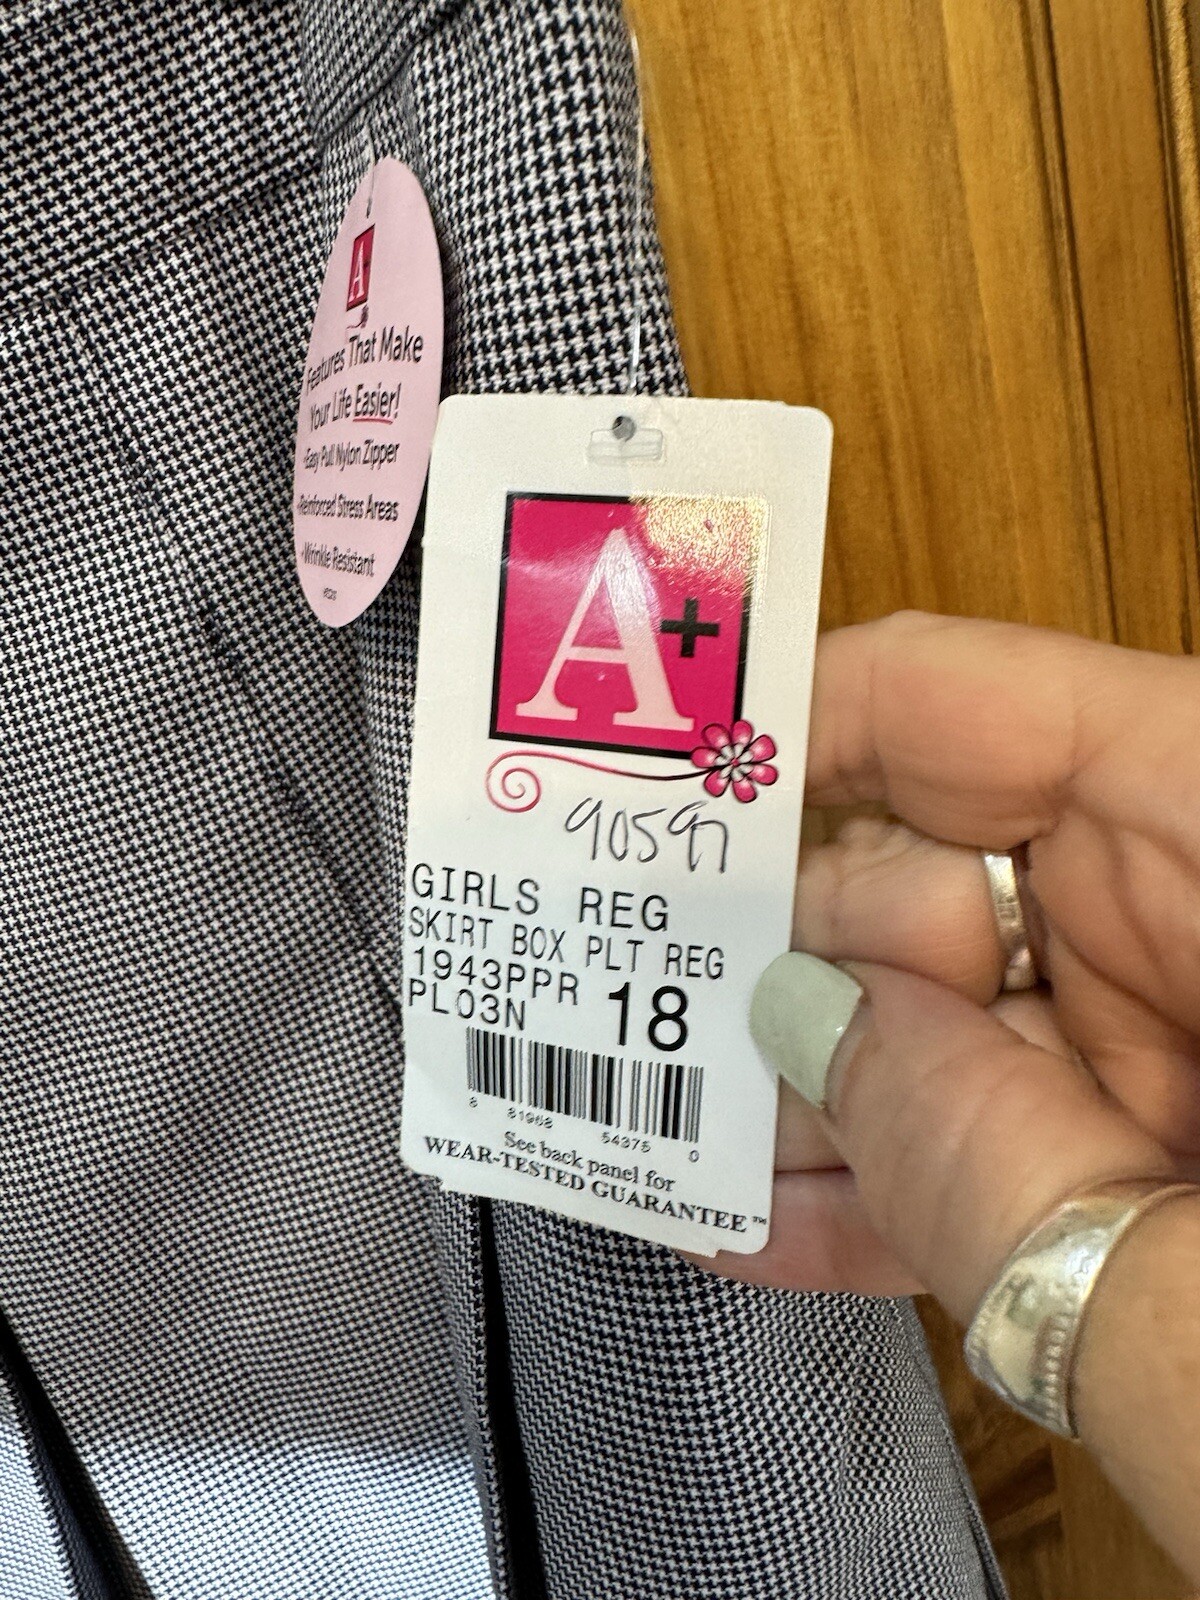 A
Features That Make
Your Life Easier!
•Easy Pull Nylon Zipper
•Reinforced Stress Areas
•Wrinkle Resistant
A+
90597
GIRLS REG
SKIRT BOX PLT REG
1943PPR
PL03N 18
8 81968 54375 0
See back panel for
WEAR-TESTED GUARANTEE™